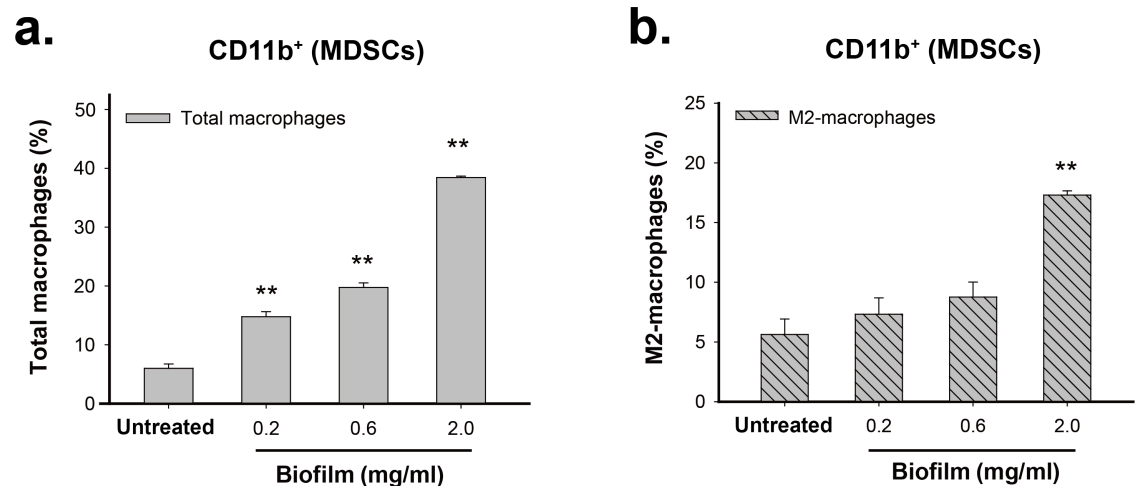 a.
CD11b⁺ (MDSCs)
Total macrophages (%)
50
40
30
20
10
0
Total macrophages
**
**
**
Untreated
0.2
0.6
2.0
Biofilm (mg/ml)
b.
CD11b⁺ (MDSCs)
M2-macrophages (%)
25
20
15
10
5
0
M2-macrophages
**
Untreated
0.2
0.6
2.0
Biofilm (mg/ml)